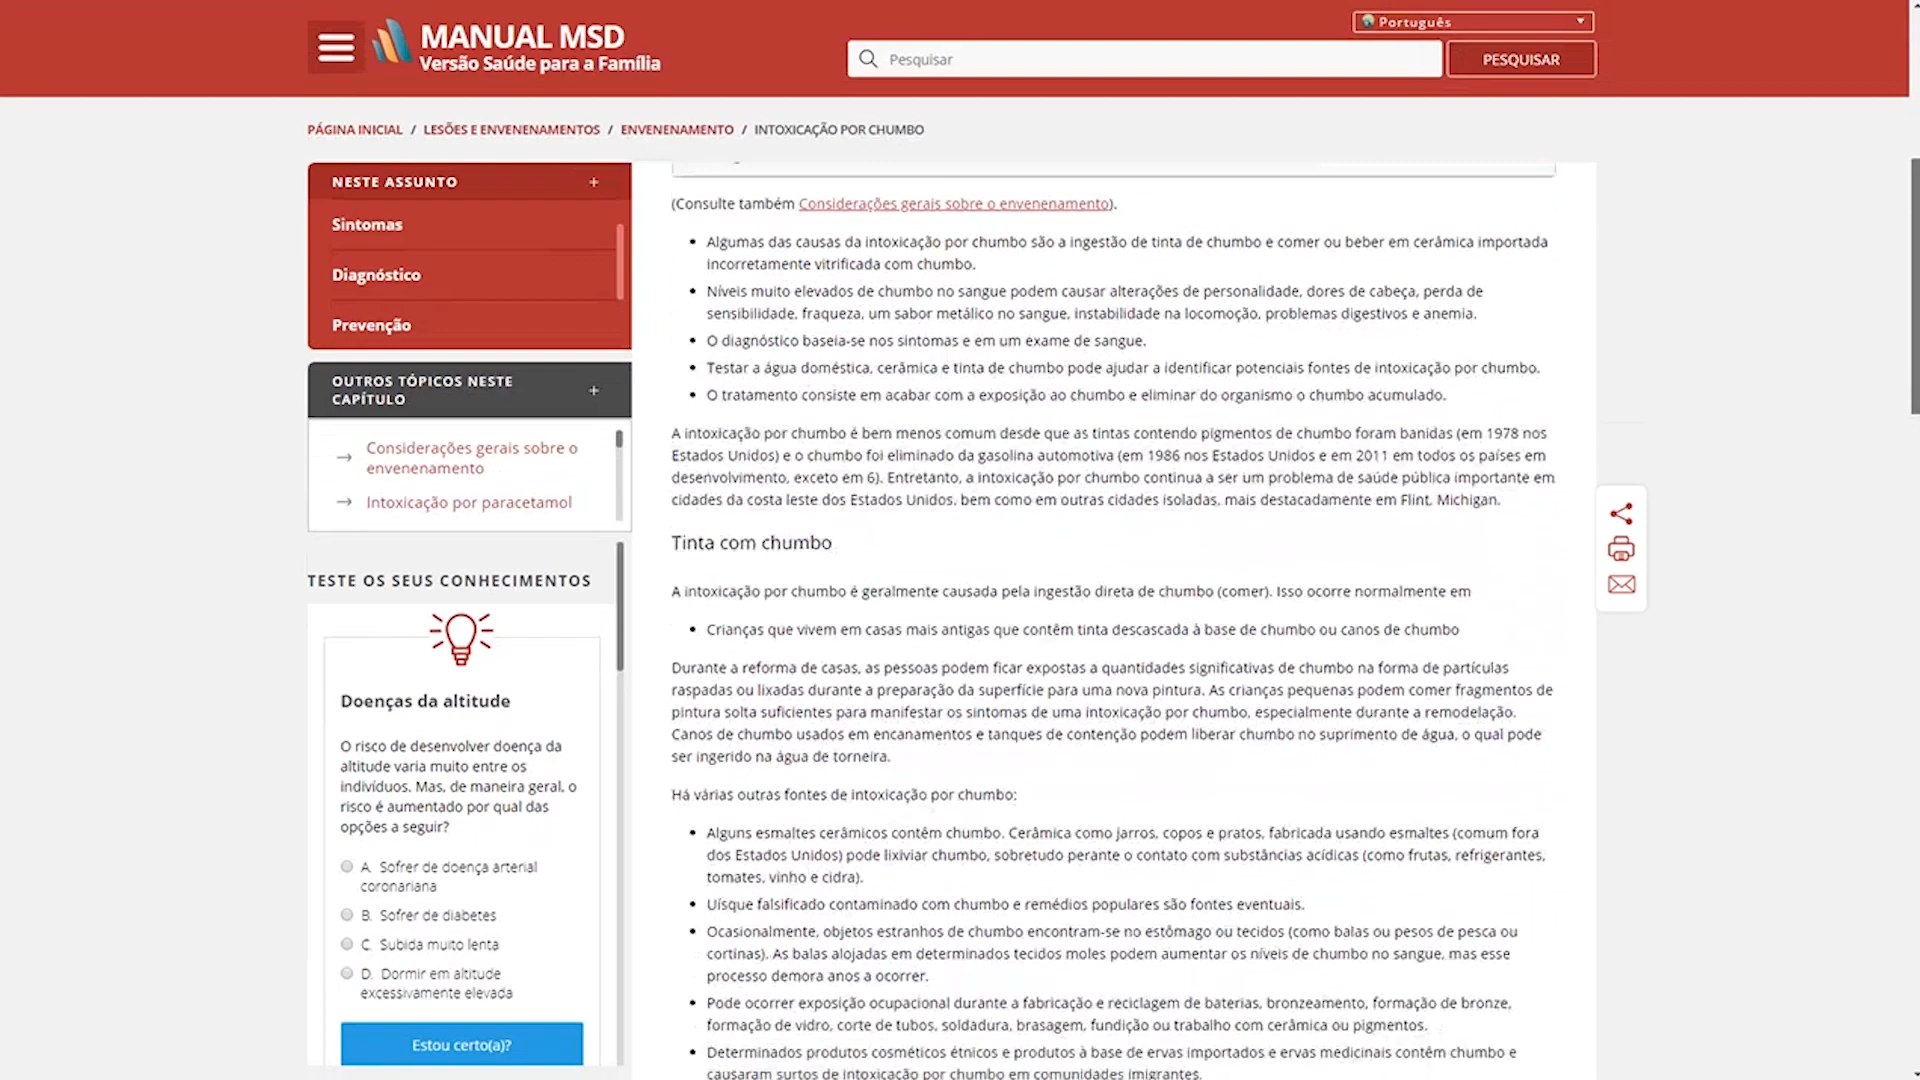 MANUAL MSD
Versão Saúde para a Família
Português
Pesquisar
PESQUISAR
PÁGINA INICIAL / LESÕES E ENVENENAMENTOS / ENVENENAMENTO / INTOXICAÇÃO POR CHUMBO
NESTE ASSUNTO +
Sintomas
Diagnóstico
Prevenção
OUTROS TÓPICOS NESTE
CAPÍTULO +
→ Considerações gerais sobre o
envenenamento
→ Intoxicação por paracetamol
TESTE OS SEUS CONHECIMENTOS
Doenças da altitude
O risco de desenvolver doença da
altitude varia muito entre os
indivíduos. Mas, de maneira geral, o
risco é aumentado por qual das
opções a seguir?
A. Sofrer de doença arterial
coronariana
B. Sofrer de diabetes
C. Subida muito lenta
D. Dormir em altitude
excessivamente elevada
Estou certo(a)?
(Consulte também Considerações gerais sobre o envenenamento).
• Algumas das causas da intoxicação por chumbo são a ingestão de tinta de chumbo e comer ou beber em cerâmica importada
incorretamente vitrificada com chumbo.
• Níveis muito elevados de chumbo no sangue podem causar alterações de personalidade, dores de cabeça, perda de
sensibilidade, fraqueza, um sabor metálico no sangue, instabilidade na locomoção, problemas digestivos e anemia.
• O diagnóstico baseia-se nos sintomas e em um exame de sangue.
• Testar a água doméstica, cerâmica e tinta de chumbo pode ajudar a identificar potenciais fontes de intoxicação por chumbo.
• O tratamento consiste em acabar com a exposição ao chumbo e eliminar do organismo o chumbo acumulado.
A intoxicação por chumbo é bem menos comum desde que as tintas contendo pigmentos de chumbo foram banidas (em 1978 nos
Estados Unidos) e o chumbo foi eliminado da gasolina automotiva (em 1986 nos Estados Unidos e em 2011 em todos os países em
desenvolvimento, exceto em 6). Entretanto, a intoxicação por chumbo continua a ser um problema de saúde pública importante em
cidades da costa leste dos Estados Unidos, bem como em outras cidades isoladas, mais destacadamente em Flint, Michigan.
Tinta com chumbo
A intoxicação por chumbo é geralmente causada pela ingestão direta de chumbo (comer). Isso ocorre normalmente em
• Crianças que vivem em casas mais antigas que contêm tinta descascada à base de chumbo ou canos de chumbo
Durante a reforma de casas, as pessoas podem ficar expostas a quantidades significativas de chumbo na forma de partículas
raspadas ou lixadas durante a preparação da superfície para uma nova pintura. As crianças pequenas podem comer fragmentos de
pintura solta suficientes para manifestar os sintomas de uma intoxicação por chumbo, especialmente durante a remodelação.
Canos de chumbo usados em encanamentos e tanques de contenção podem liberar chumbo no suprimento de água, o qual pode
ser ingerido na água de torneira.
Há várias outras fontes de intoxicação por chumbo:
• Alguns esmaltes cerâmicos contêm chumbo. Cerâmica como jarros, copos e pratos, fabricada usando esmaltes (comum fora
dos Estados Unidos) pode lixiviar chumbo, sobretudo perante o contato com substâncias acídicas (como frutas, refrigerantes,
tomates, vinho e cidra).
• Uísque falsificado contaminado com chumbo e remédios populares são fontes eventuais.
• Ocasionalmente, objetos estranhos de chumbo encontram-se no estômago ou tecidos (como balas ou pesos de pesca ou
cortinas). As balas alojadas em determinados tecidos moles podem aumentar os níveis de chumbo no sangue, mas esse
processo demora anos a ocorrer.
• Pode ocorrer exposição ocupacional durante a fabricação e reciclagem de baterias, bronzeamento, formação de bronze,
formação de vidro, corte de tubos, soldadura, brasagem, fundição ou trabalho com cerâmica ou pigmentos.
• Determinados produtos cosméticos étnicos e produtos à base de ervas importados e ervas medicinais contêm chumbo e
causaram surtos de intoxicação por chumbo em comunidades imigrantes.